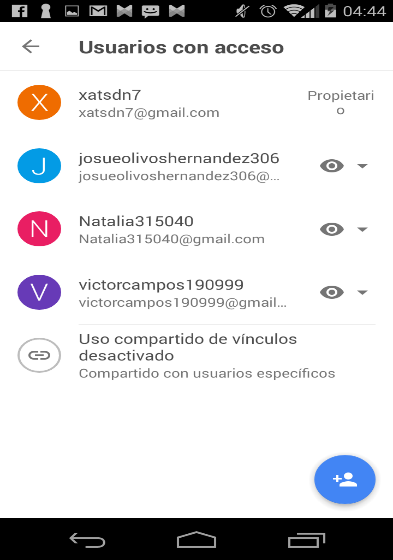 04:44
Usuarios con acceso
X
xatsdn7
xatsdn7@gmail.com
Propietari
o
J
josueolivoshernandez306
josueolivoshernandez306@...
N
Natalia315040
Natalia315040@gmail.com
V
victorcampos190999
victorcampos190999@gmail...
Uso compartido de vínculos
desactivado
Compartido con usuarios específicos